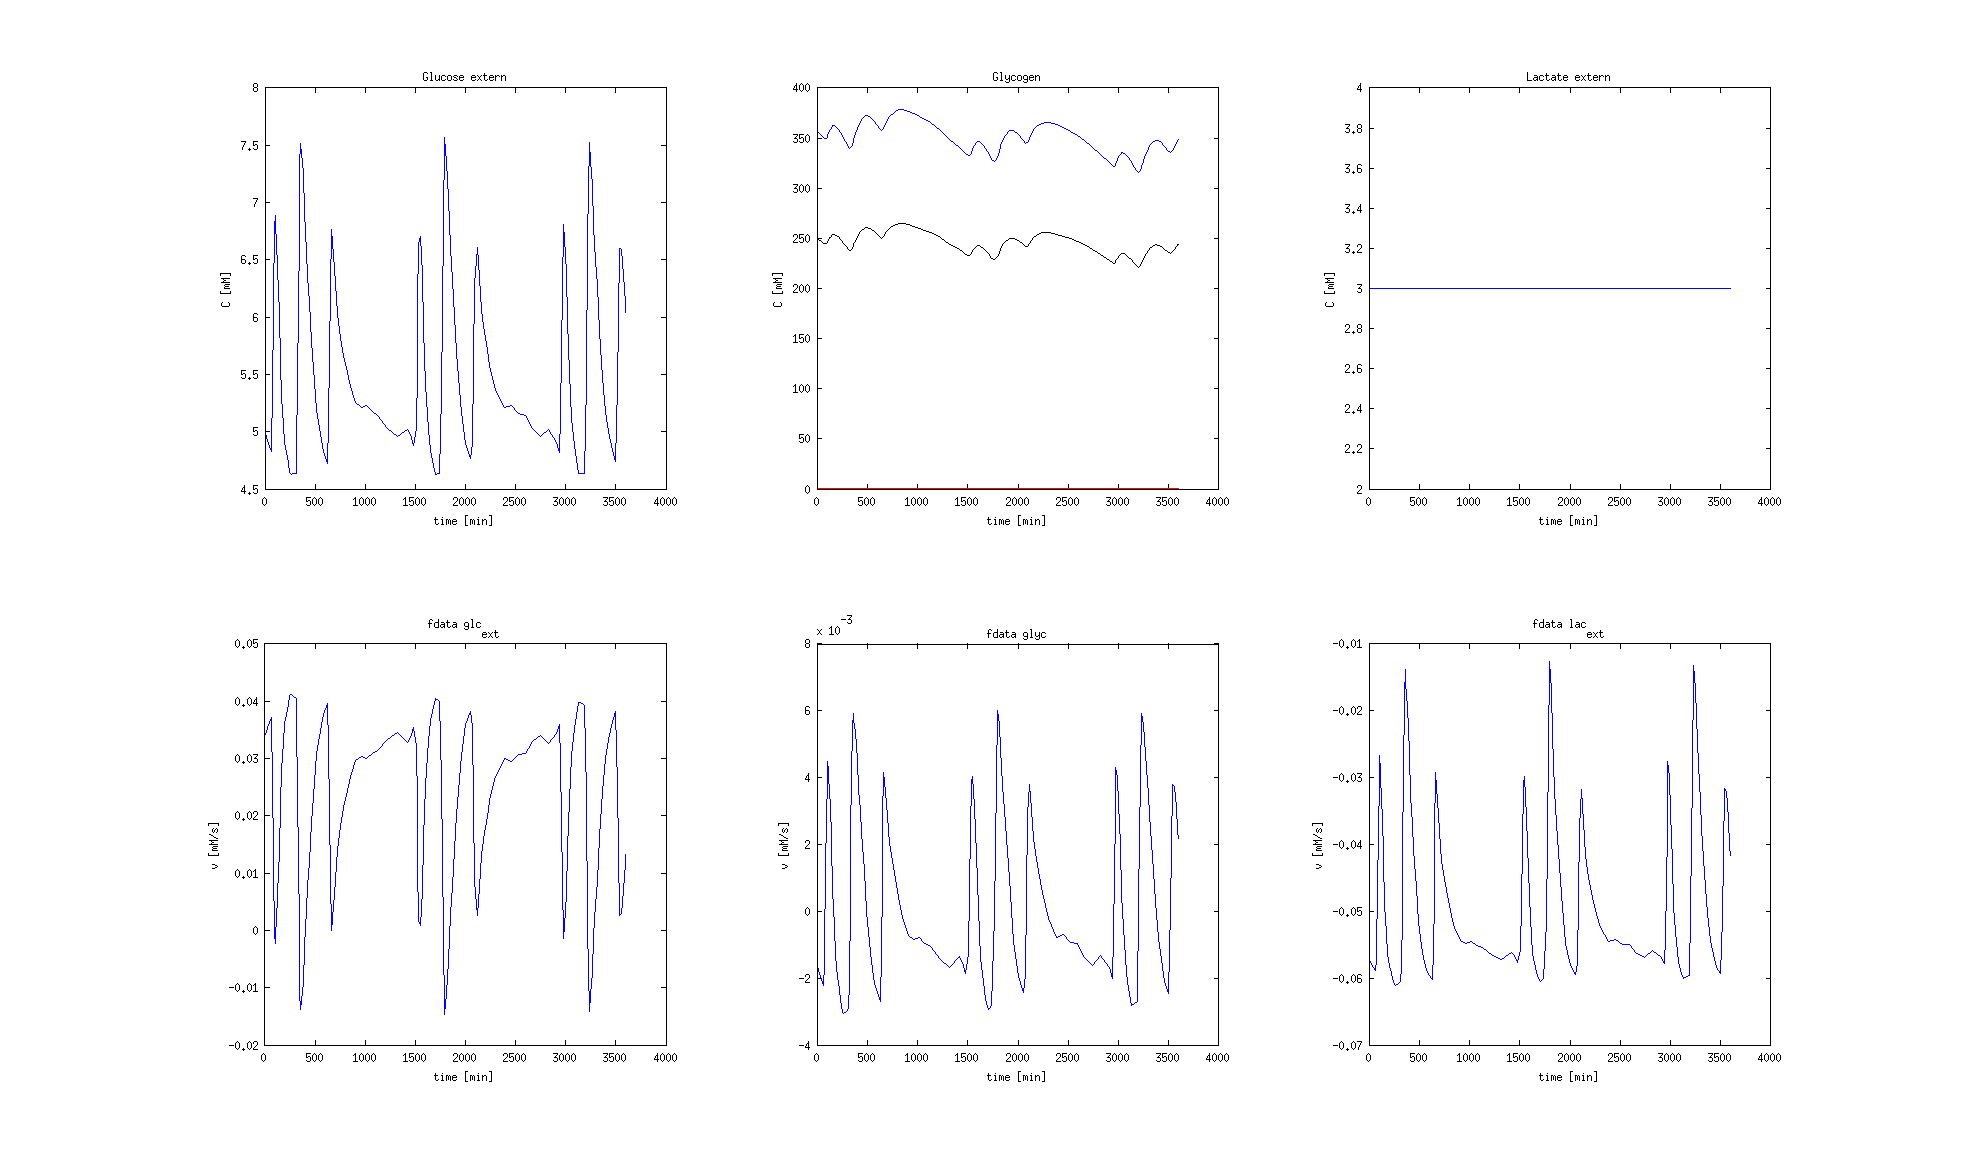 Glucose extern
8
7.5
7
6.5
6
5.5
5
4.5
C [mM]
0 500 1000 1500 2000 2500 3000 3500 4000
time [min]
Glycogen
400
350
300
250
200
150
100
50
0
C [mM]
0 500 1000 1500 2000 2500 3000 3500 4000
time [min]
Lactate extern
4
3.8
3.6
3.4
3.2
3
2.8
2.6
2.4
2.2
2
C [mM]
0 500 1000 1500 2000 2500 3000 3500 4000
time [min]
fdata glc
ext
0.05
0.04
0.03
0.02
0.01
0
-0.01
-0.02
v [mM/s]
0 500 1000 1500 2000 2500 3000 3500 4000
time [min]
x 10-3
fdata glyc
8
6
4
2
0
-2
-4
v [mM/s]
0 500 1000 1500 2000 2500 3000 3500 4000
time [min]
fdata lac
ext
-0.01
-0.02
-0.03
-0.04
-0.05
-0.06
-0.07
v [mM/s]
0 500 1000 1500 2000 2500 3000 3500 4000
time [min]